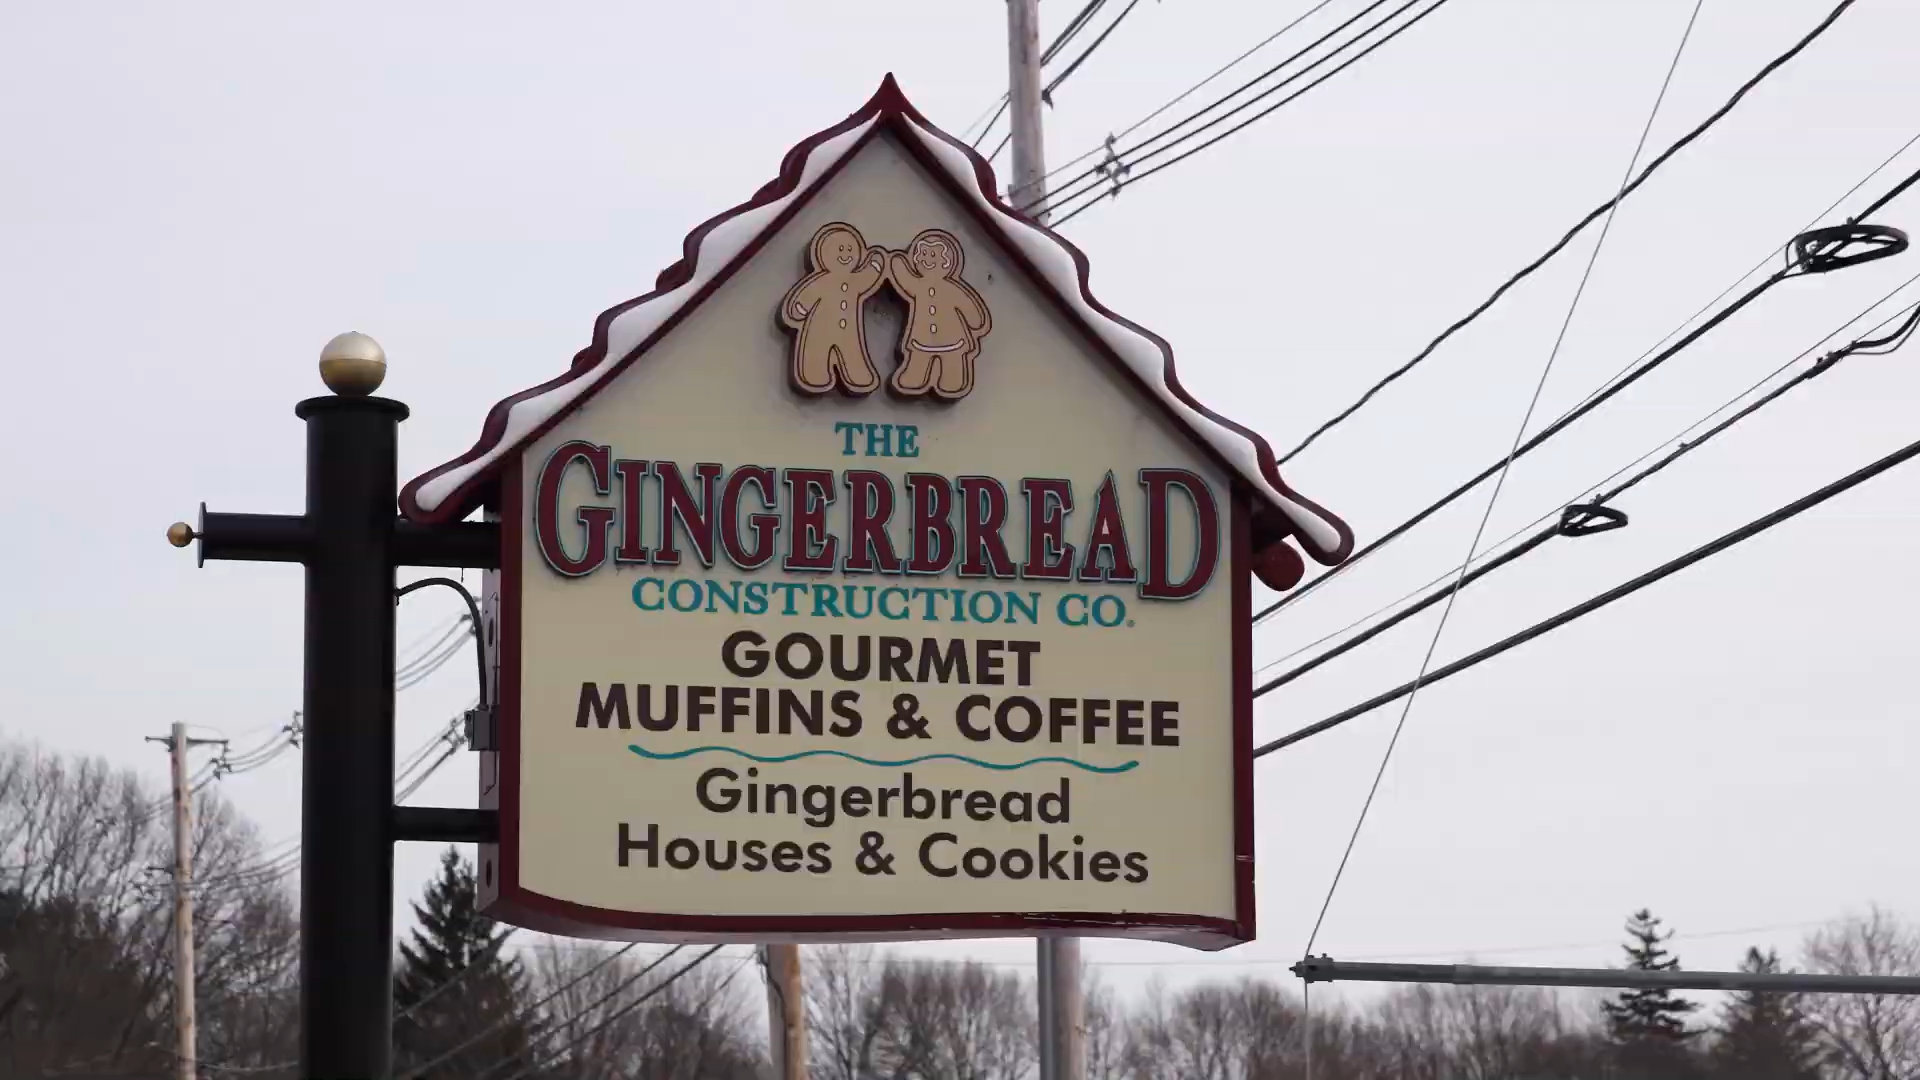 THE
GINGERBREAD
CONSTRUCTION CO.
GOURMET
MUFFINS & COFFEE
Gingerbread
Houses & Cookies